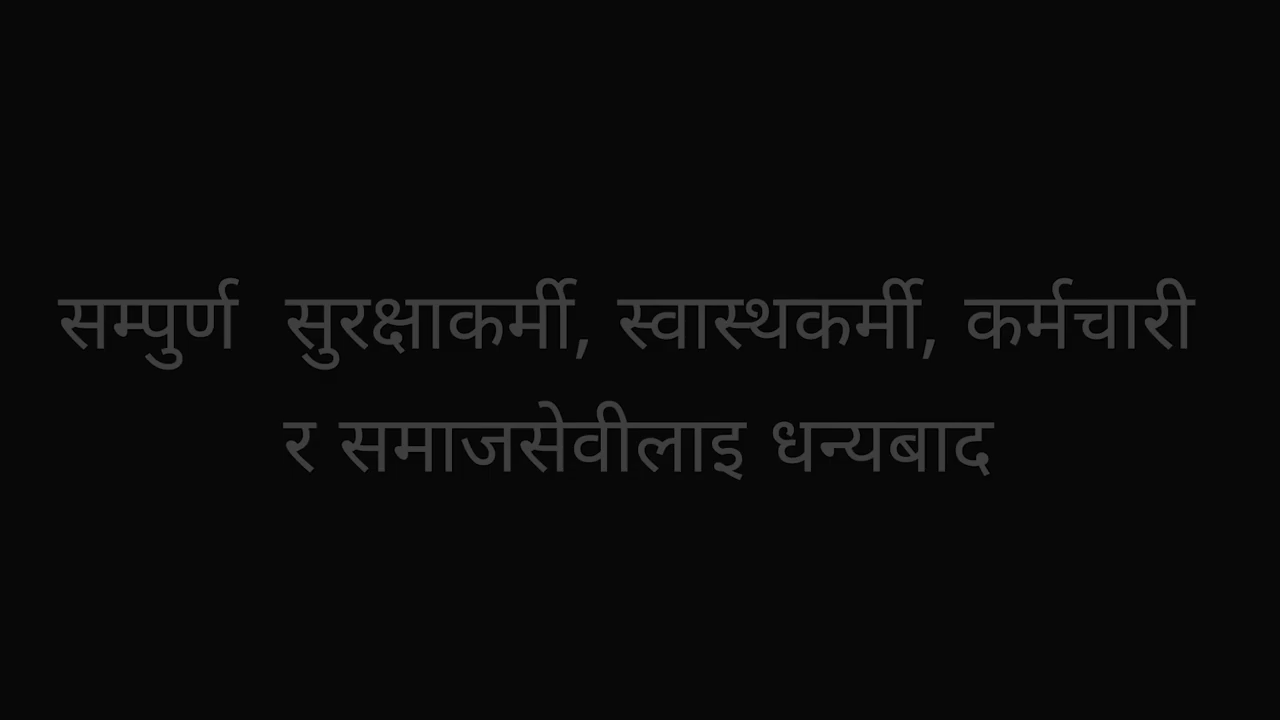 सम्पुर्ण सुरक्षाकर्मी, स्वास्थकर्मी, कर्मचारी
र समाजसेवीलाइ धन्यबाद